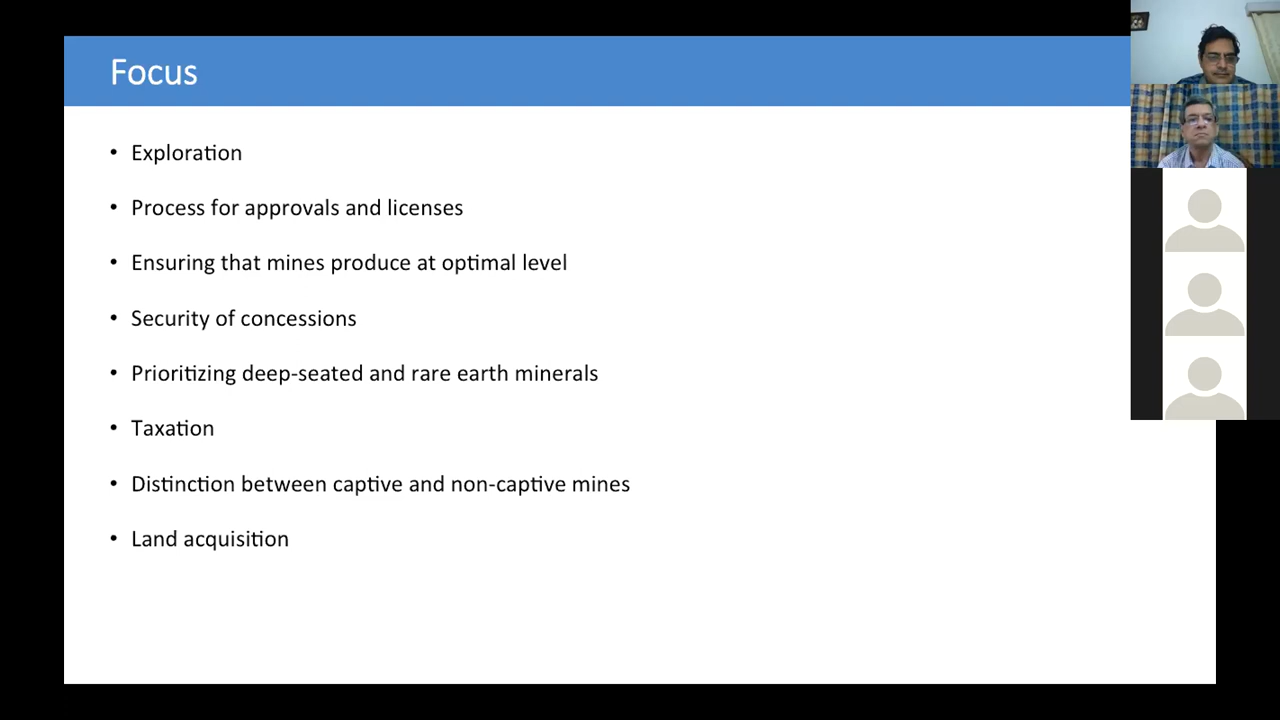 Focus
• Exploration
• Process for approvals and licenses
• Ensuring that mines produce at optimal level
• Security of concessions
• Prioritizing deep-seated and rare earth minerals
• Taxation
• Distinction between captive and non-captive mines
• Land acquisition